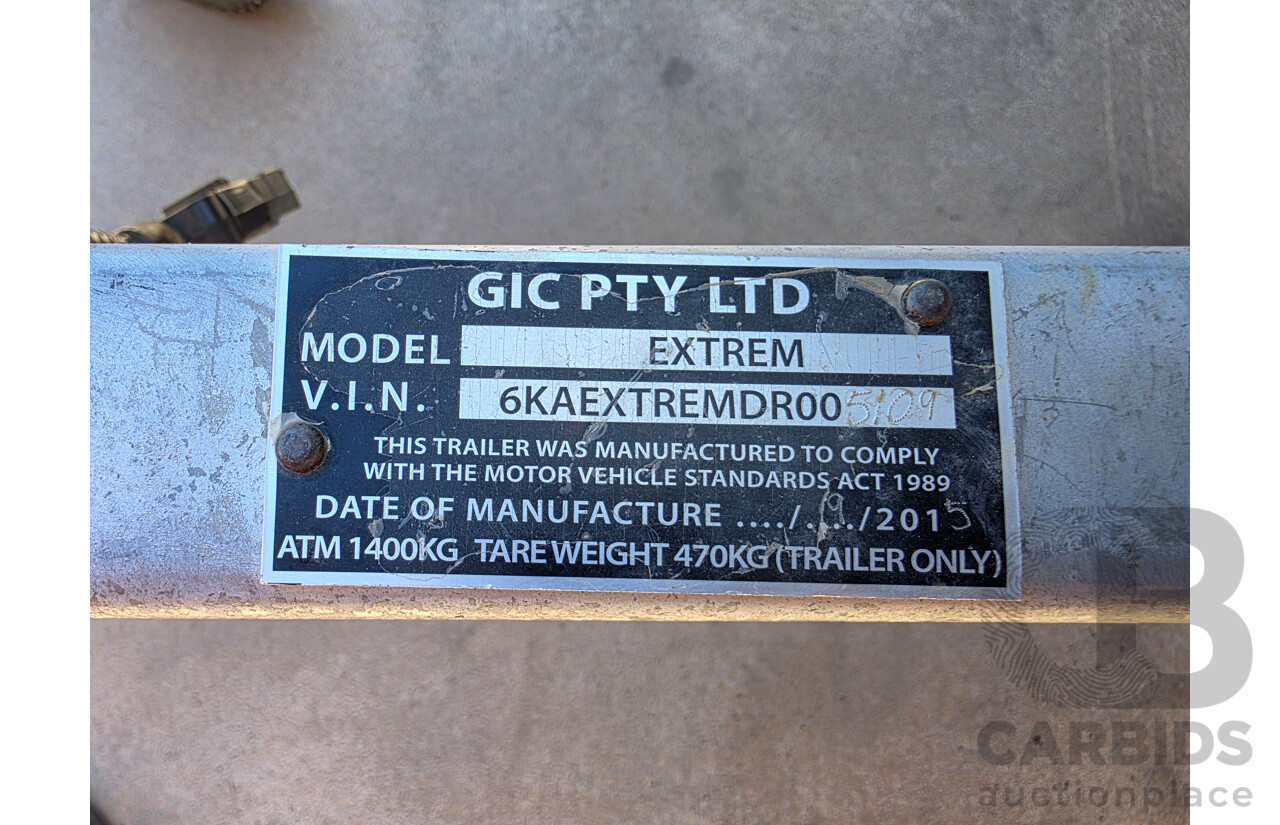 GIC PTY LTD
MODEL EXTREM
V.I.N. 6KAEXTREMDR005109
THIS TRAILER WAS MANUFACTURED TO COMPLY
WITH THE MOTOR VEHICLE STANDARDS ACT 1989
DATE OF MANUFACTURE ..../.9../2015
ATM 1400KG TARE WEIGHT 470KG (TRAILER ONLY)
B
CARBIDS
auctionplace